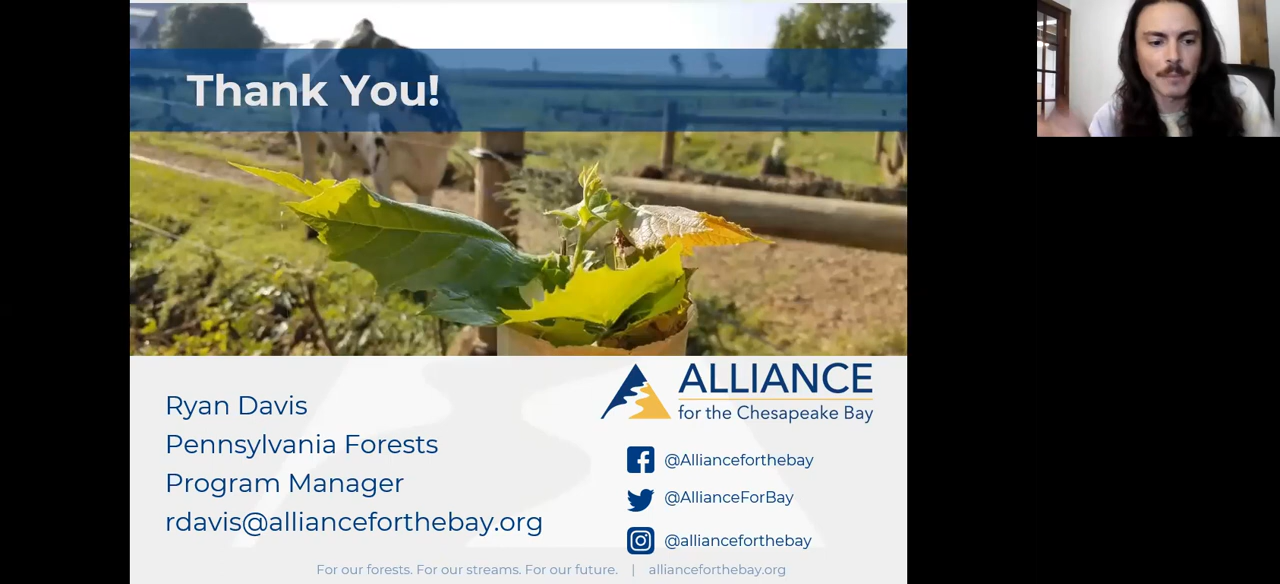 Thank You!
Ryan Davis
Pennsylvania Forests
Program Manager
rdavis@allianceforthebay.org
ALLIANCE
for the Chesapeake Bay
@Allianceforthebay
@AllianceForBay
@allianceforthebay
For our forests. For our streams. For our future. | allianceforthebay.org